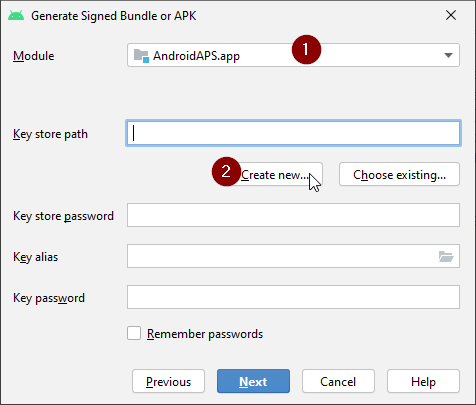 Generate Signed Bundle or APK
Module
AndroidAPS.app
1
Key store path
2
Create new...
Choose existing...
Key store password
Key alias
Key password
Remember passwords
Previous
Next
Cancel
Help